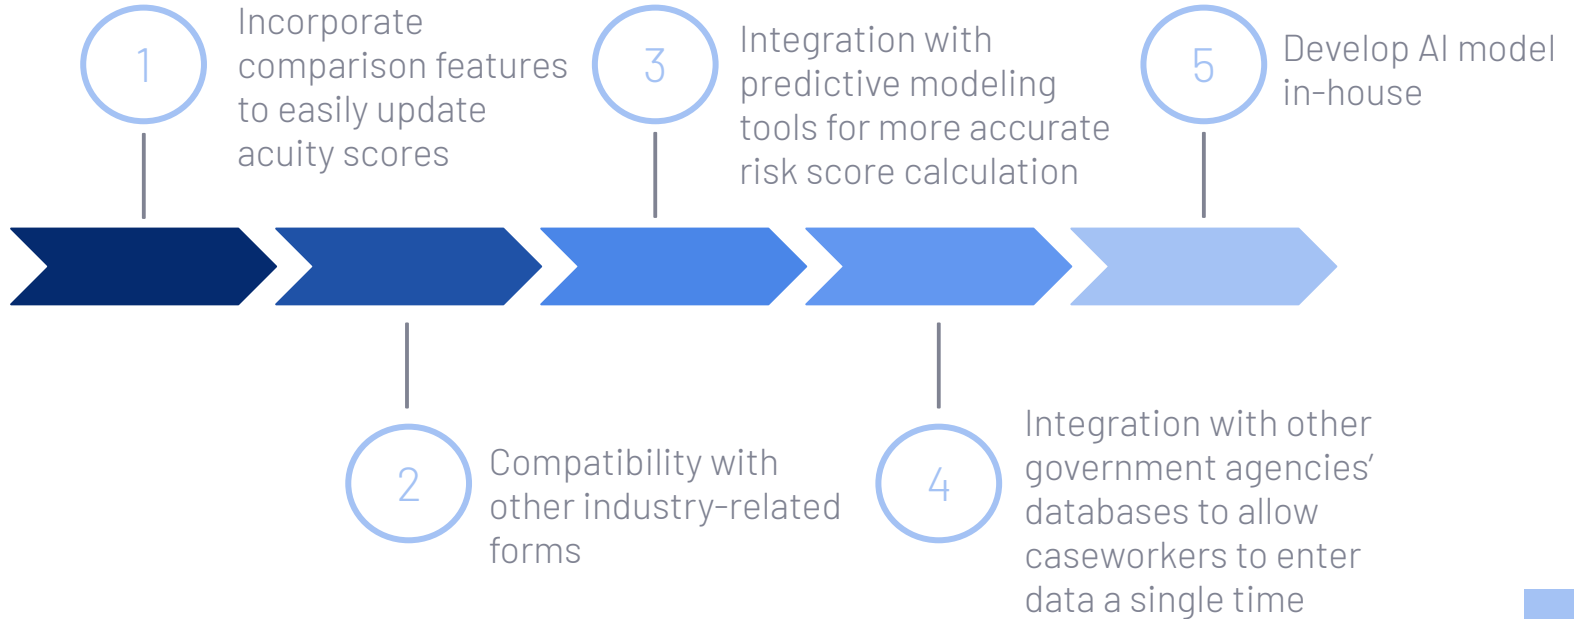 1
Incorporate
comparison features
to easily update
acuity scores
2
Compatibility with
other industry-related
forms
3
Integration with
predictive modeling
tools for more accurate
risk score calculation
4
Integration with other
government agencies’
databases to allow
caseworkers to enter
data a single time
5
Develop AI model
in-house